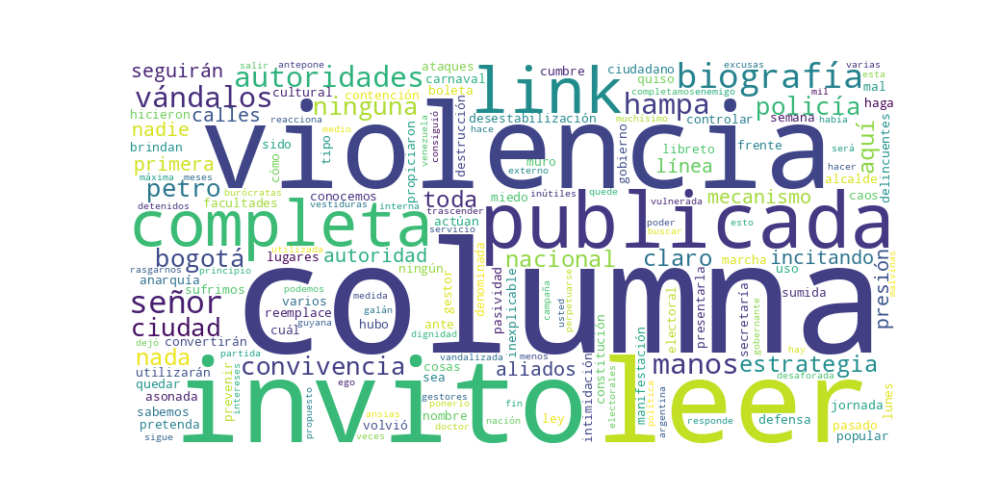 salir antepone ataques cumbre ciudadano excusas varias
seguirán autoridades link carnaval quiso biografía esta
cultural contención boleta completamosenemigo mil mal
vándalos ninguna hampa policía haga
hicieron calles desestabilización muchísimo controlar semana había
nadie reacciona medio violencia hace frente aquí
brindan sido tipo consiguió destrucción gobierno libreto será delincuentes
primera cómo propiciaron venezuela muro externo línea hacer alcalde
máxima meses burócratas conocemos miedo inútiles quede mecanismo caos
petro facultades vestiduras interna toda vulnerada sumida
detenidos completa trascender publicada poder esto
servicio actúan buscar
bogotá utilizada autoridad denominada nacional claro marcha incitando
lugares ningún uso presión malvinas
rasgarnos principio columna gestor pasividad inexplicable
anarquía sufrimos podemos medida campaña usted perpetuarse presentarla secretaría gobernante
señor varios galán electoral
reemplace guyana hubo ante constitución
ciudad cuál dignidad
convertirán dejó partida vandalizada menos hay
nada convivencia cosas aliados manos estrategia
utilizarán prevenir intereses ego sea intimidación manifestación desaforada
quedar invito leer
asonada propuesto ansias gestores fin electorales política argentina jornada lunes
sabemos ponerlo nombre nación ley responde defensa pasado
pretenda volvió doctor
sigue veces popular